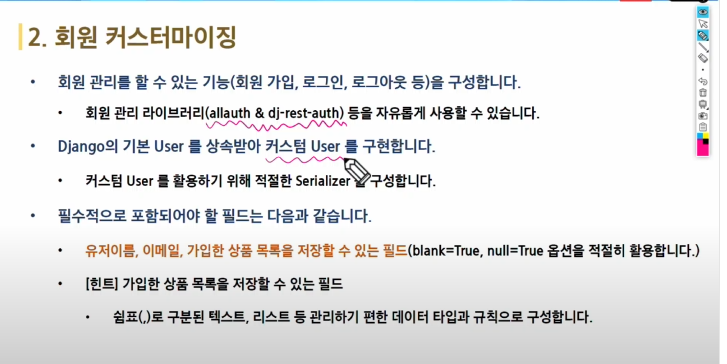 2. 회원 커스터마이징
• 회원 관리를 할 수 있는 기능(회원 가입, 로그인, 로그아웃 등)을 구성합니다.
• 회원 관리 라이브러리(allauth & dj-rest-auth) 등을 자유롭게 사용할 수 있습니다.
• Django의 기본 User 를 상속받아 커스텀 User 를 구현합니다.
• 커스텀 User 를 활용하기 위해 적절한 Serializer 를 구성합니다.
• 필수적으로 포함되어야 할 필드는 다음과 같습니다.
• 유저이름, 이메일, 가입한 상품 목록을 저장할 수 있는 필드(blank=True, null=True 옵션을 적절히 활용합니다.)
• [힌트] 가입한 상품 목록을 저장할 수 있는 필드
• 쉼표(,)로 구분된 텍스트, 리스트 등 관리하기 편한 데이터 타입과 규칙으로 구성합니다.